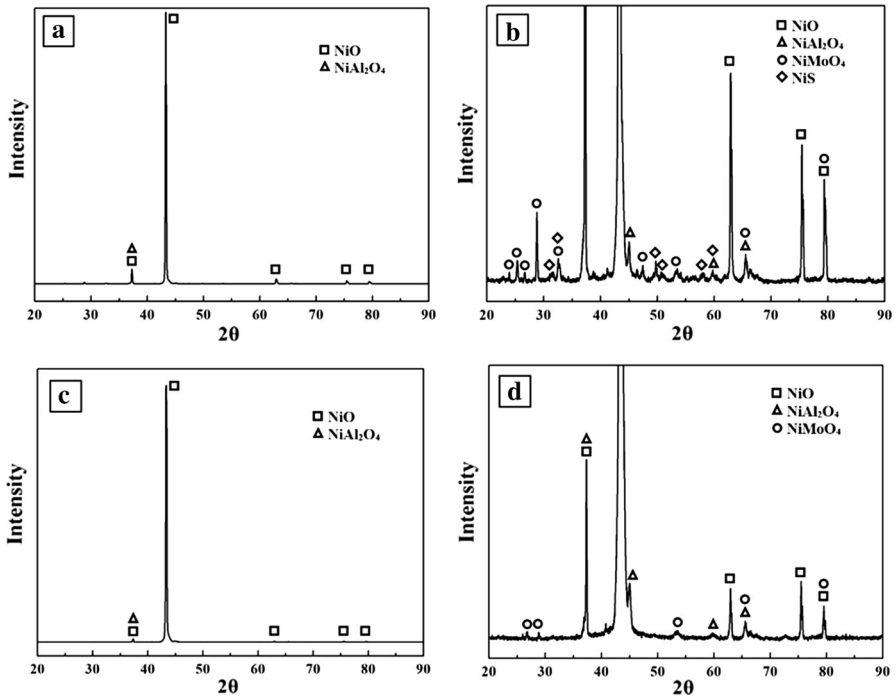 a
□ NiO
△ NiAl₂O₄
Intensity
20 30 40 50 60 70 80 90
2θ
b
□ NiO
△ NiAl₂O₄
○ NiMoO₄
◇ NiS
Intensity
20 30 40 50 60 70 80 90
2θ
c
□ NiO
△ NiAl₂O₄
Intensity
20 30 40 50 60 70 80 90
2θ
d
□ NiO
△ NiAl₂O₄
○ NiMoO₄
Intensity
20 30 40 50 60 70 80 90
2θ